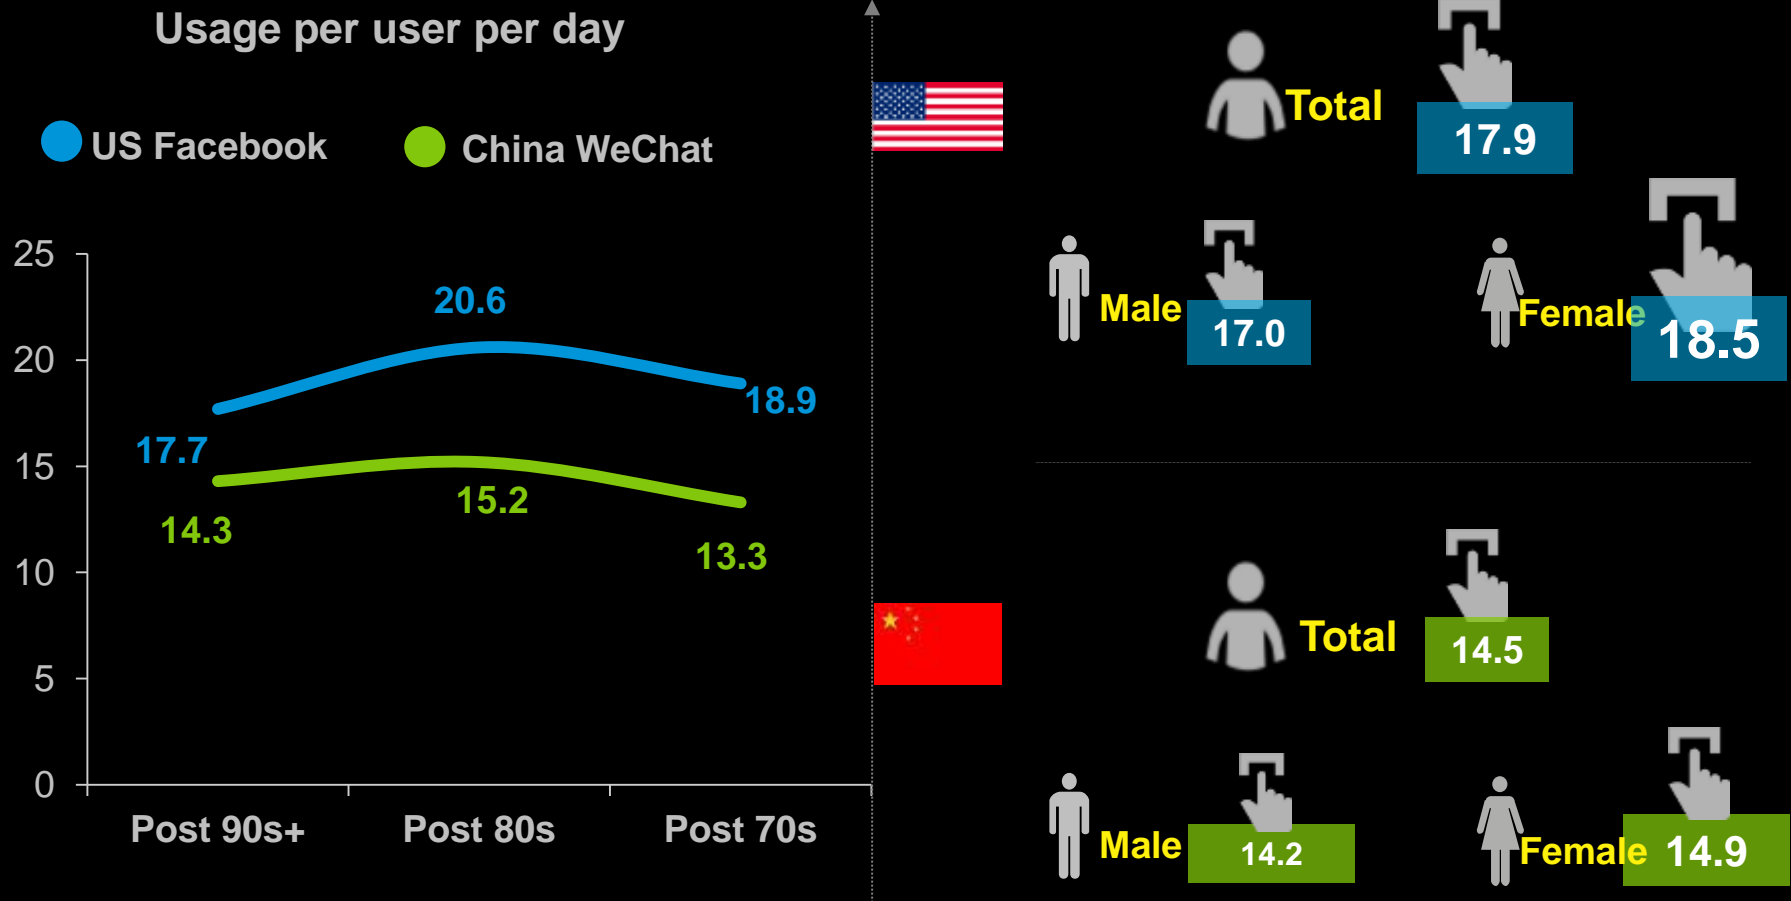 Usage per user per day
US Facebook
China WeChat
25
20
15
10
5
0
20.6
18.9
17.7
15.2
14.3
13.3
Post 90s+
Post 80s
Post 70s
Total
17.9
Male
17.0
Female
18.5
Total
14.5
Male
14.2
Female
14.9